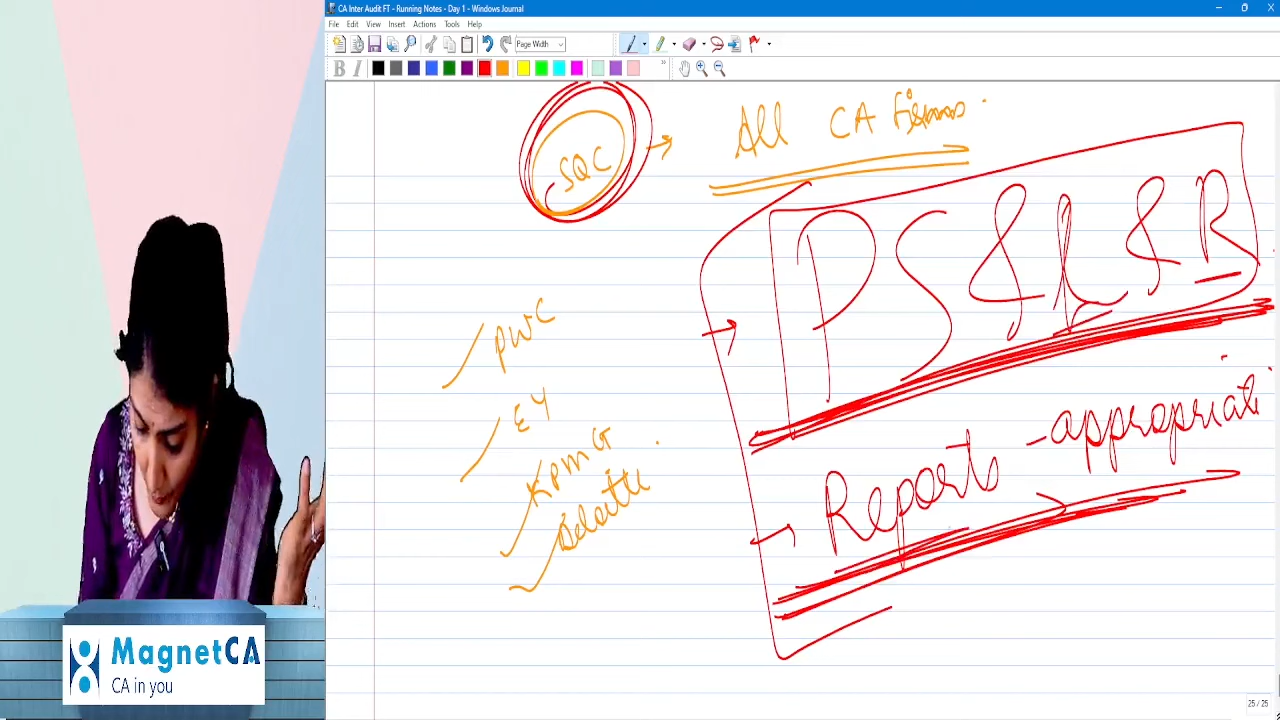 CA Inter Audit FT - Running Notes - Day 1 - Windows Journal
File Edit View Insert Actions Tools Help
Page Width
B I
SQC → All CA firms.
→ PS & L & R
PWC
EY
KPMG
Deloitte
→ Reports - appropriat
MagnetCA
CA in you
25 / 25